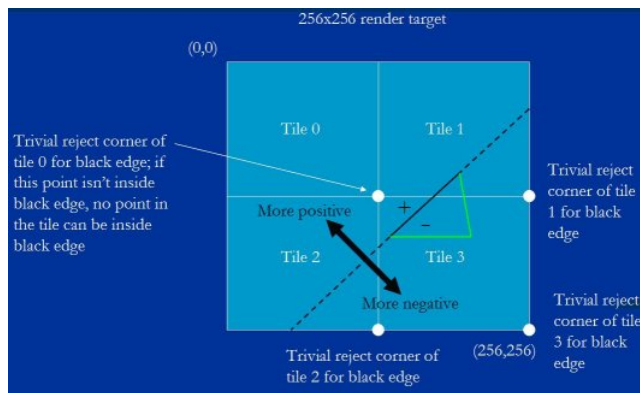 256x256 render target
(0,0)
Tile 0
Tile 1
Trivial reject corner of
tile 0 for black edge; if
this point isn't inside
black edge, no point in
the tile can be inside
black edge
Trivial reject
corner of tile
1 for black
edge
+
More positive
−
Tile 2
Tile 3
More negative
Trivial reject
corner of tile
3 for black
edge
(256,256)
Trivial reject corner of
tile 2 for black edge